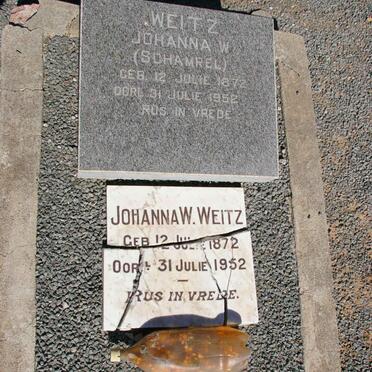 WEITZ
JOHANNA W
(SCHAMREL)
GEB. 12 JULIE 1872
OORL. 31 JULIE 1952
RUS IN VREDE
JOHANNA W. WEITZ
GEB. 12 JULIE 1872
OORL. 31 JULIE 1952
RUS IN VREDE.